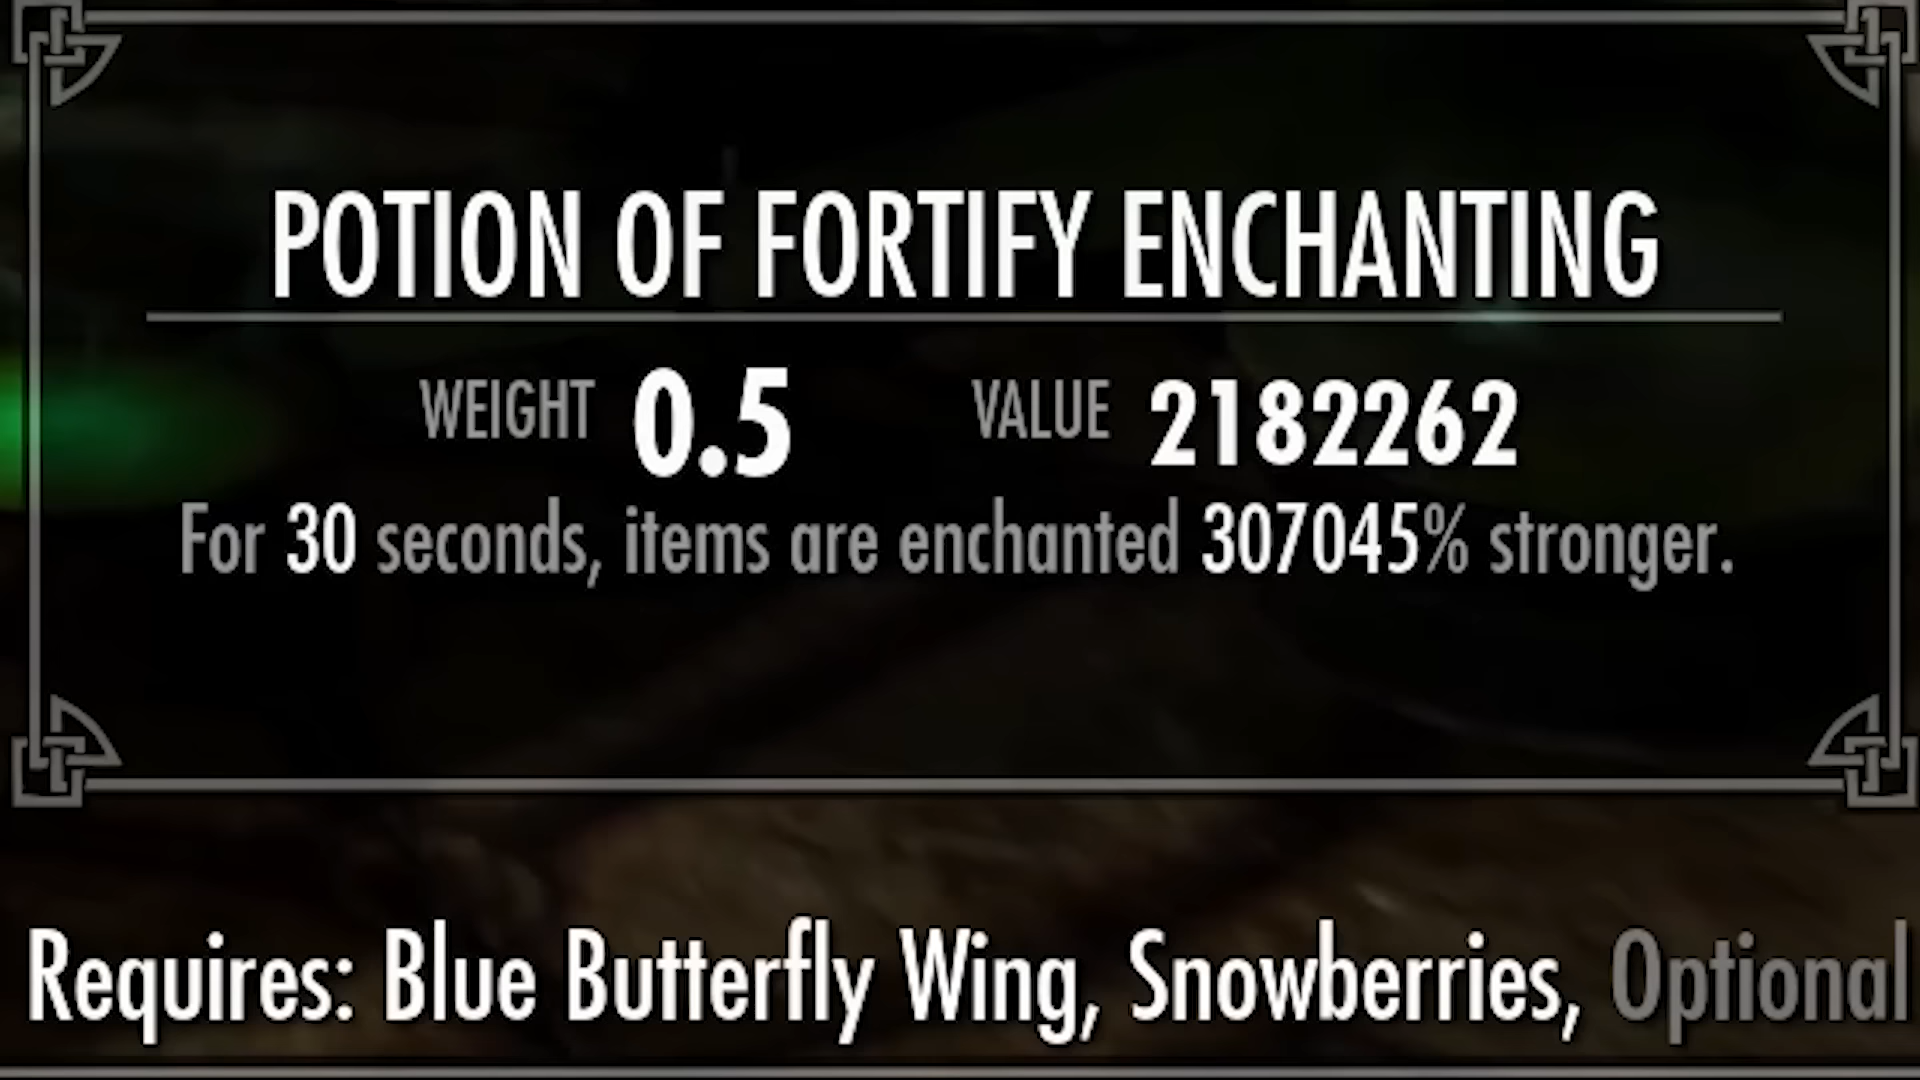 POTION OF FORTIFY ENCHANTING
WEIGHT 0.5 VALUE 2182262
For 30 seconds, items are enchanted 307045% stronger.
Requires: Blue Butterfly Wing, Snowberries, Optional